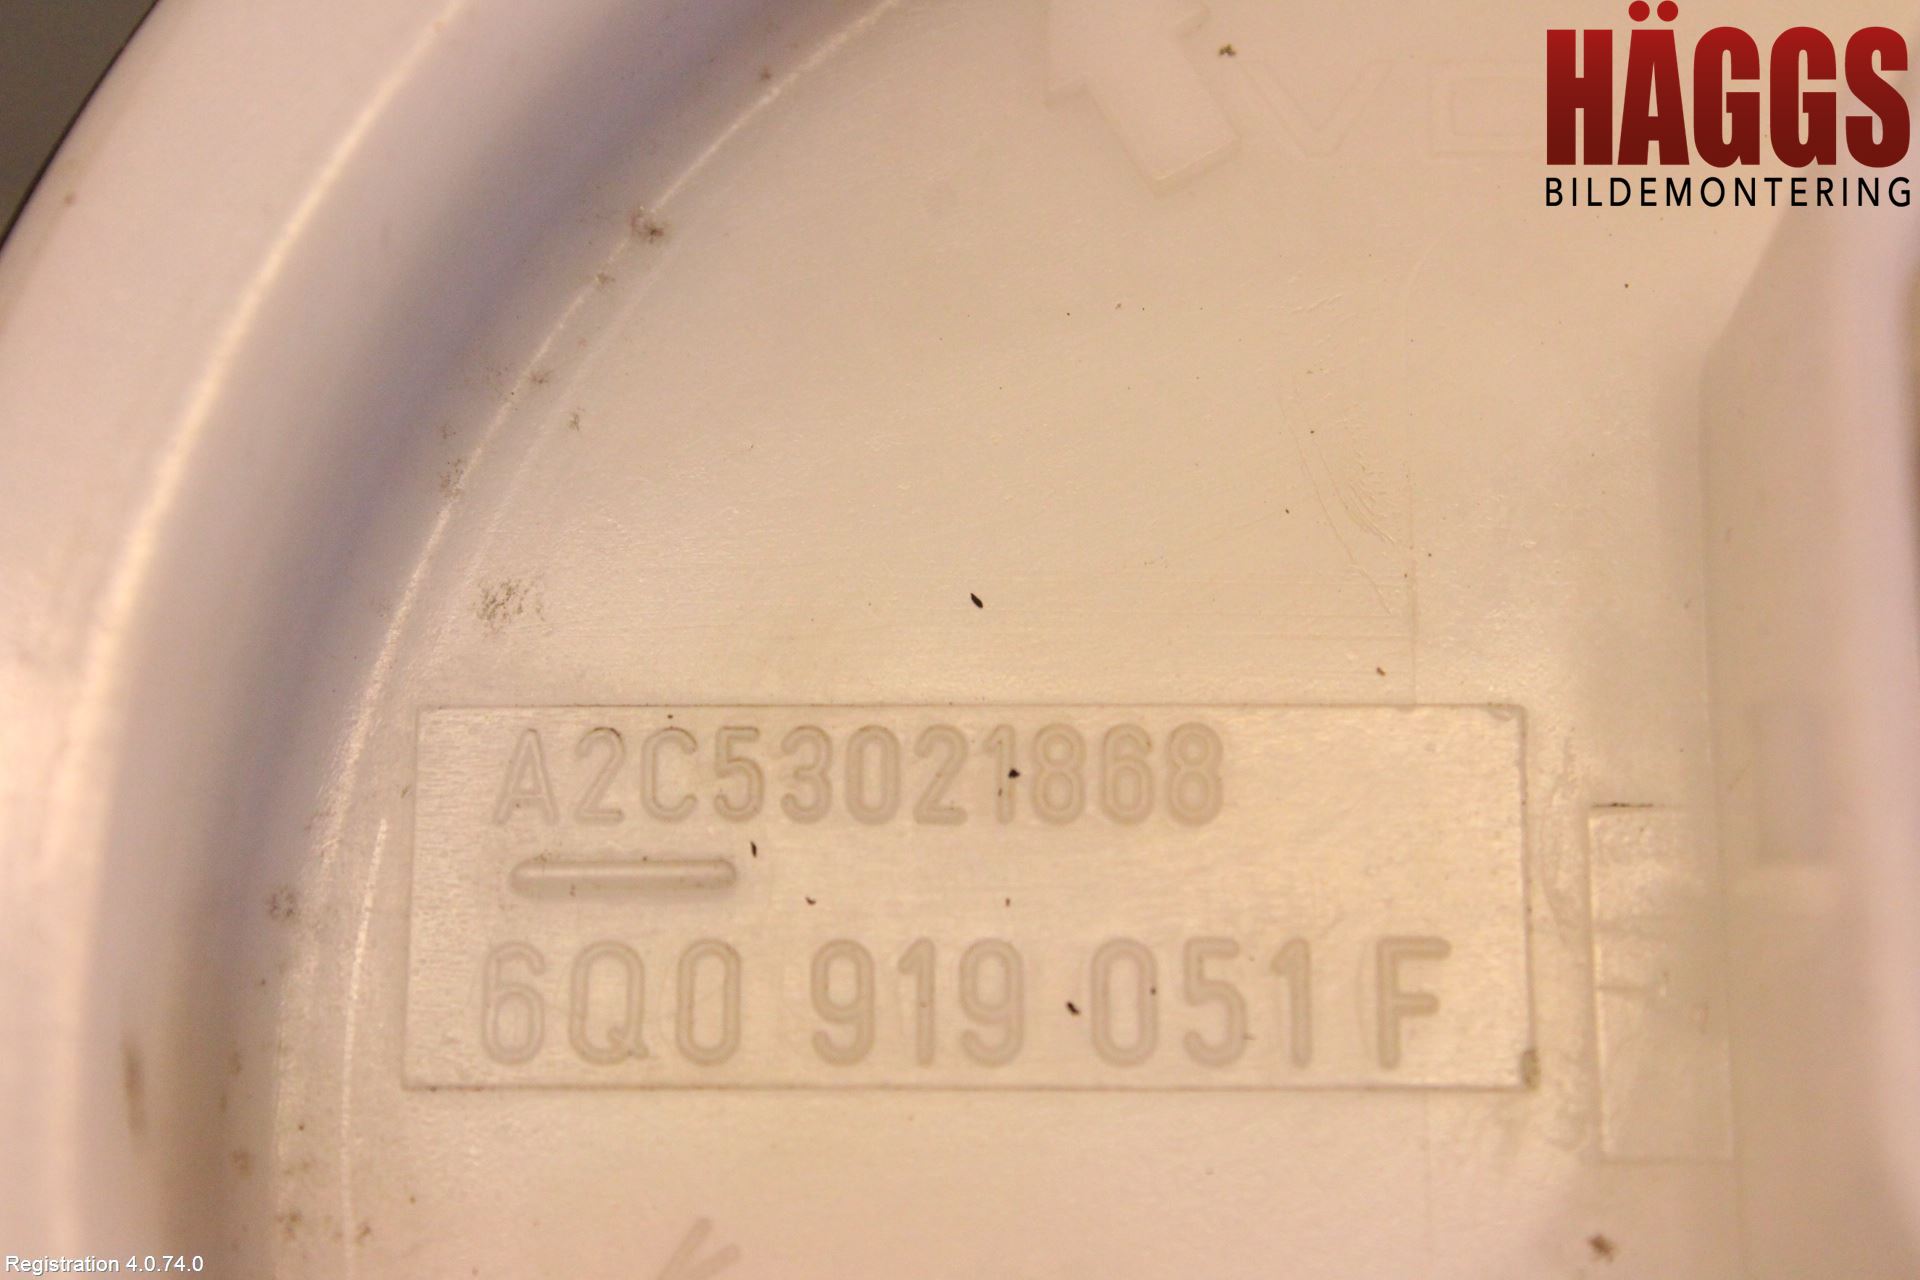 HÄGGS
BILDEMONTERING
A2C53021868
6Q0 919 051 F
Registration 4.0.74.0